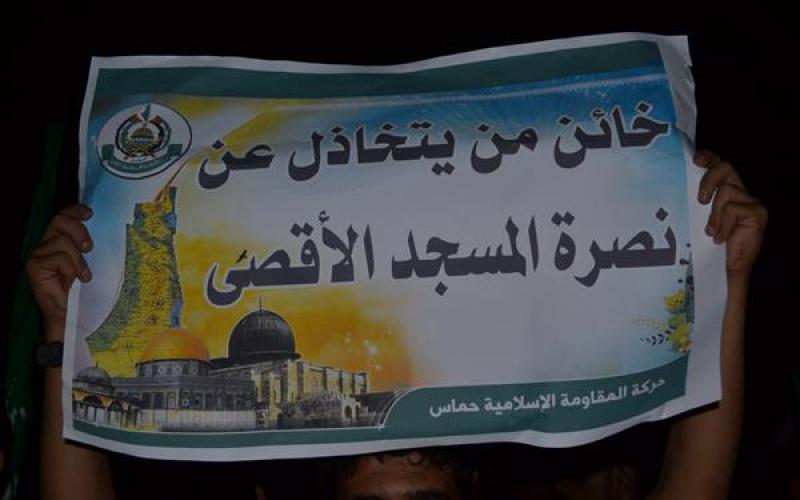 خائن من يتخاذل عن
نصرة المسجد الأقصى
حركة المقاومة الإسلامية حماس